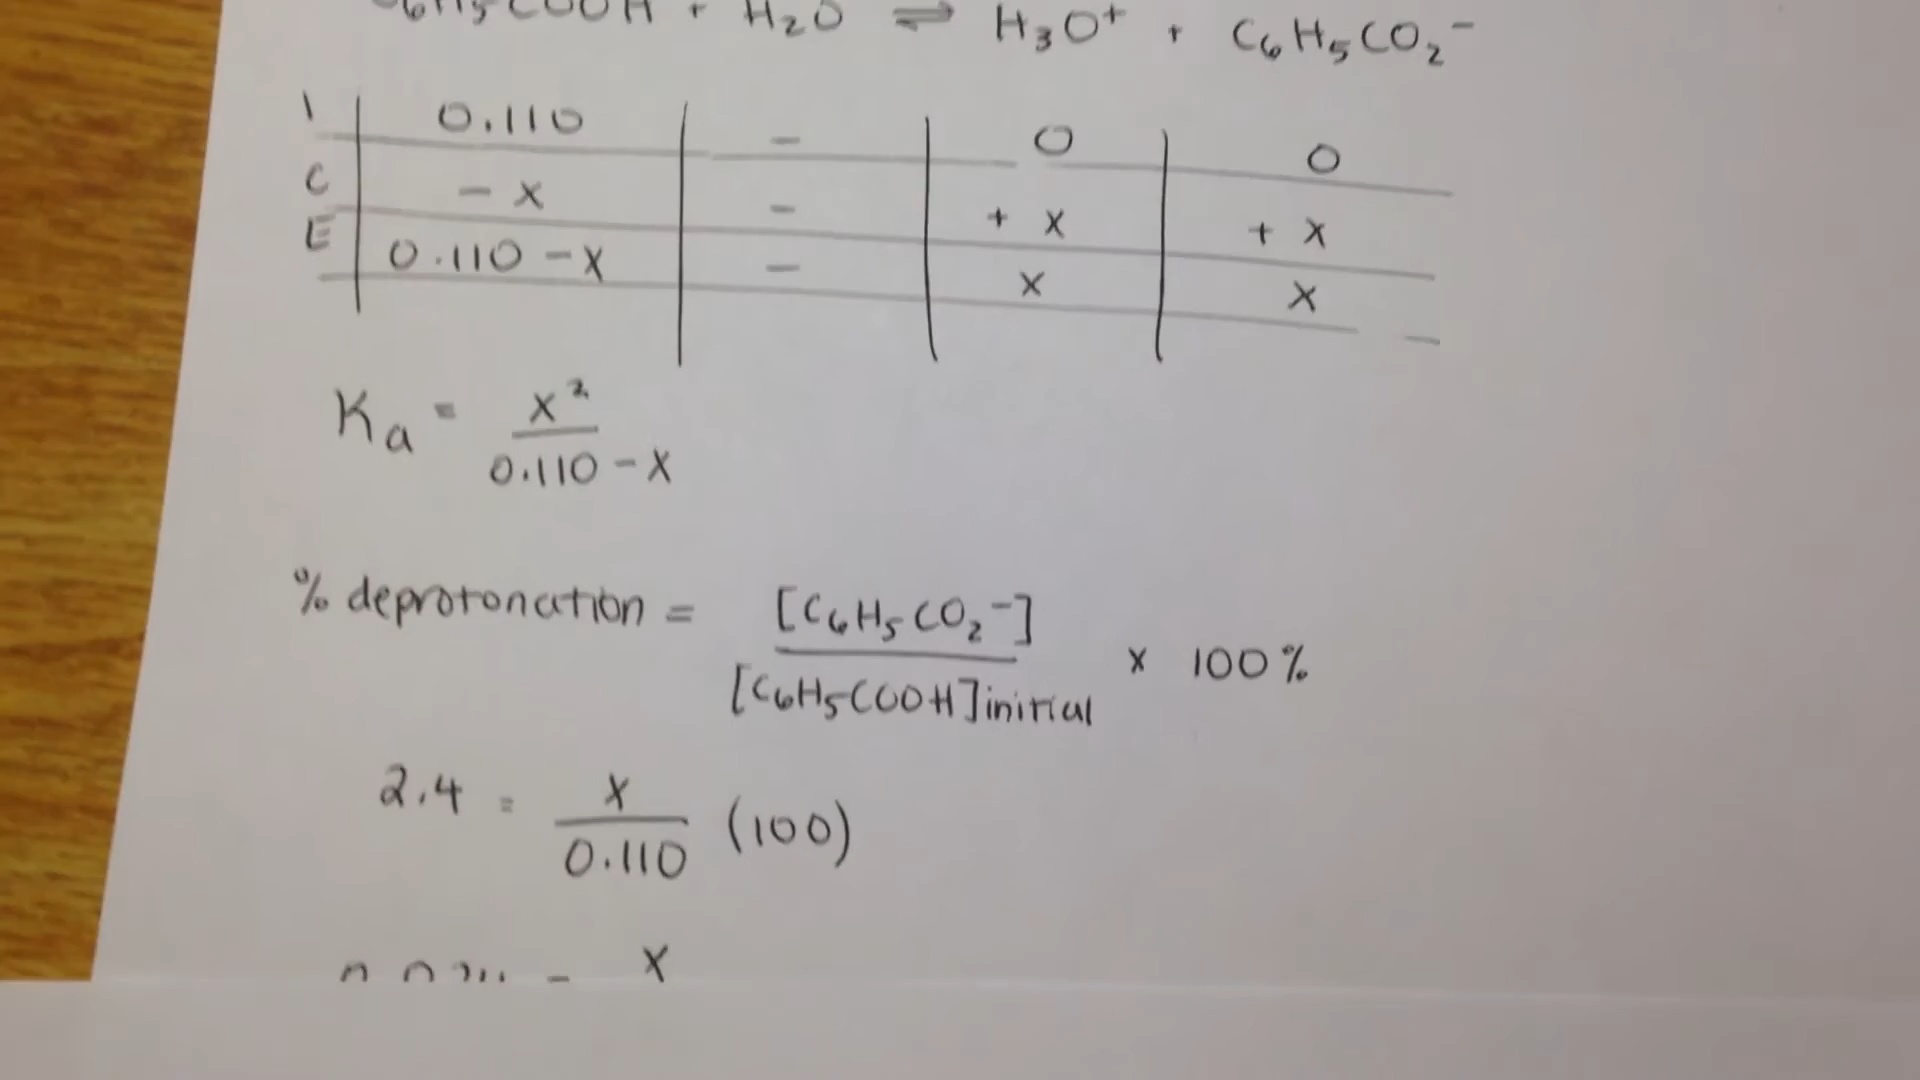 C6H5COOH + H2O ⇌ H3O+ + C6H5CO2-
I 0.110 - 0 0
C - x - + x + x
E 0.110 - x - x x
Ka = x² / 0.110 - x
% deprotonation = [C6H5CO2-] / [C6H5COOH]initial x 100%
2.4 = x / 0.110 (100)
x